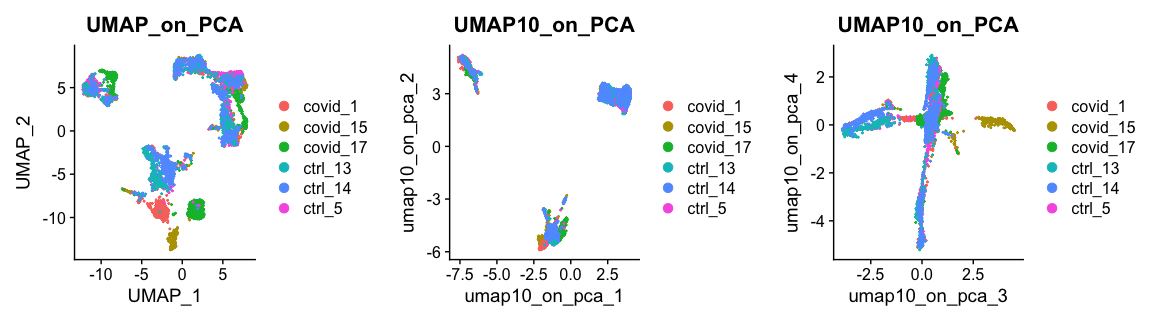 UMAP_on_PCA
UMAP_2
5
0
-5
-10
-10
-5
0
5
UMAP_1
covid_1
covid_15
covid_17
ctrl_13
ctrl_14
ctrl_5
UMAP10_on_PCA
umap10_on_pca_2
3
0
-3
-6
-7.5
-5.0
-2.5
0.0
2.5
umap10_on_pca_1
covid_1
covid_15
covid_17
ctrl_13
ctrl_14
ctrl_5
UMAP10_on_PCA
umap10_on_pca_4
2
0
-2
-4
-2.5
0.0
2.5
umap10_on_pca_3
covid_1
covid_15
covid_17
ctrl_13
ctrl_14
ctrl_5